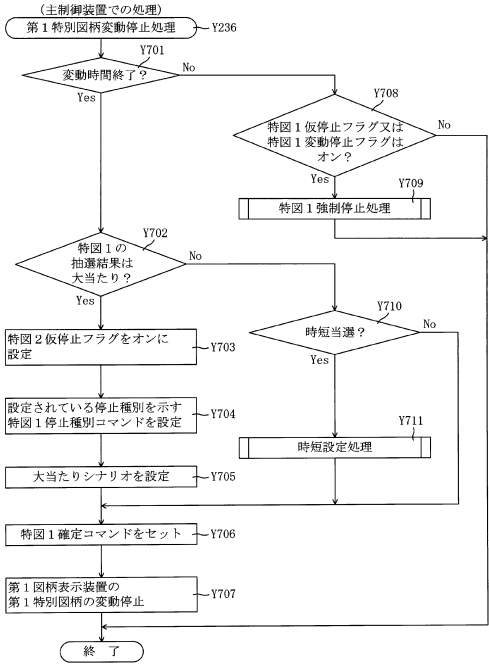 (主制御装置での処理)
第1特別図柄変動停止処理
Y236
Y701
変動時間終了?
No
Yes
Y708
特図1仮停止フラグ又は
特図1変動停止フラグは
オン?
No
Yes
Y709
特図1強制停止処理
Y702
特図1の
抽選結果は
大当たり?
No
Yes
Y710
時短当選?
No
Yes
特図2仮停止フラグをオンに
設定
Y703
設定されている停止種別を示す
特図1停止種別コマンドを設定
Y704
Y711
時短設定処理
大当たりシナリオを設定
Y705
特図1確定コマンドをセット
Y706
第1図柄表示装置の
第1特別図柄の変動停止
Y707
終了